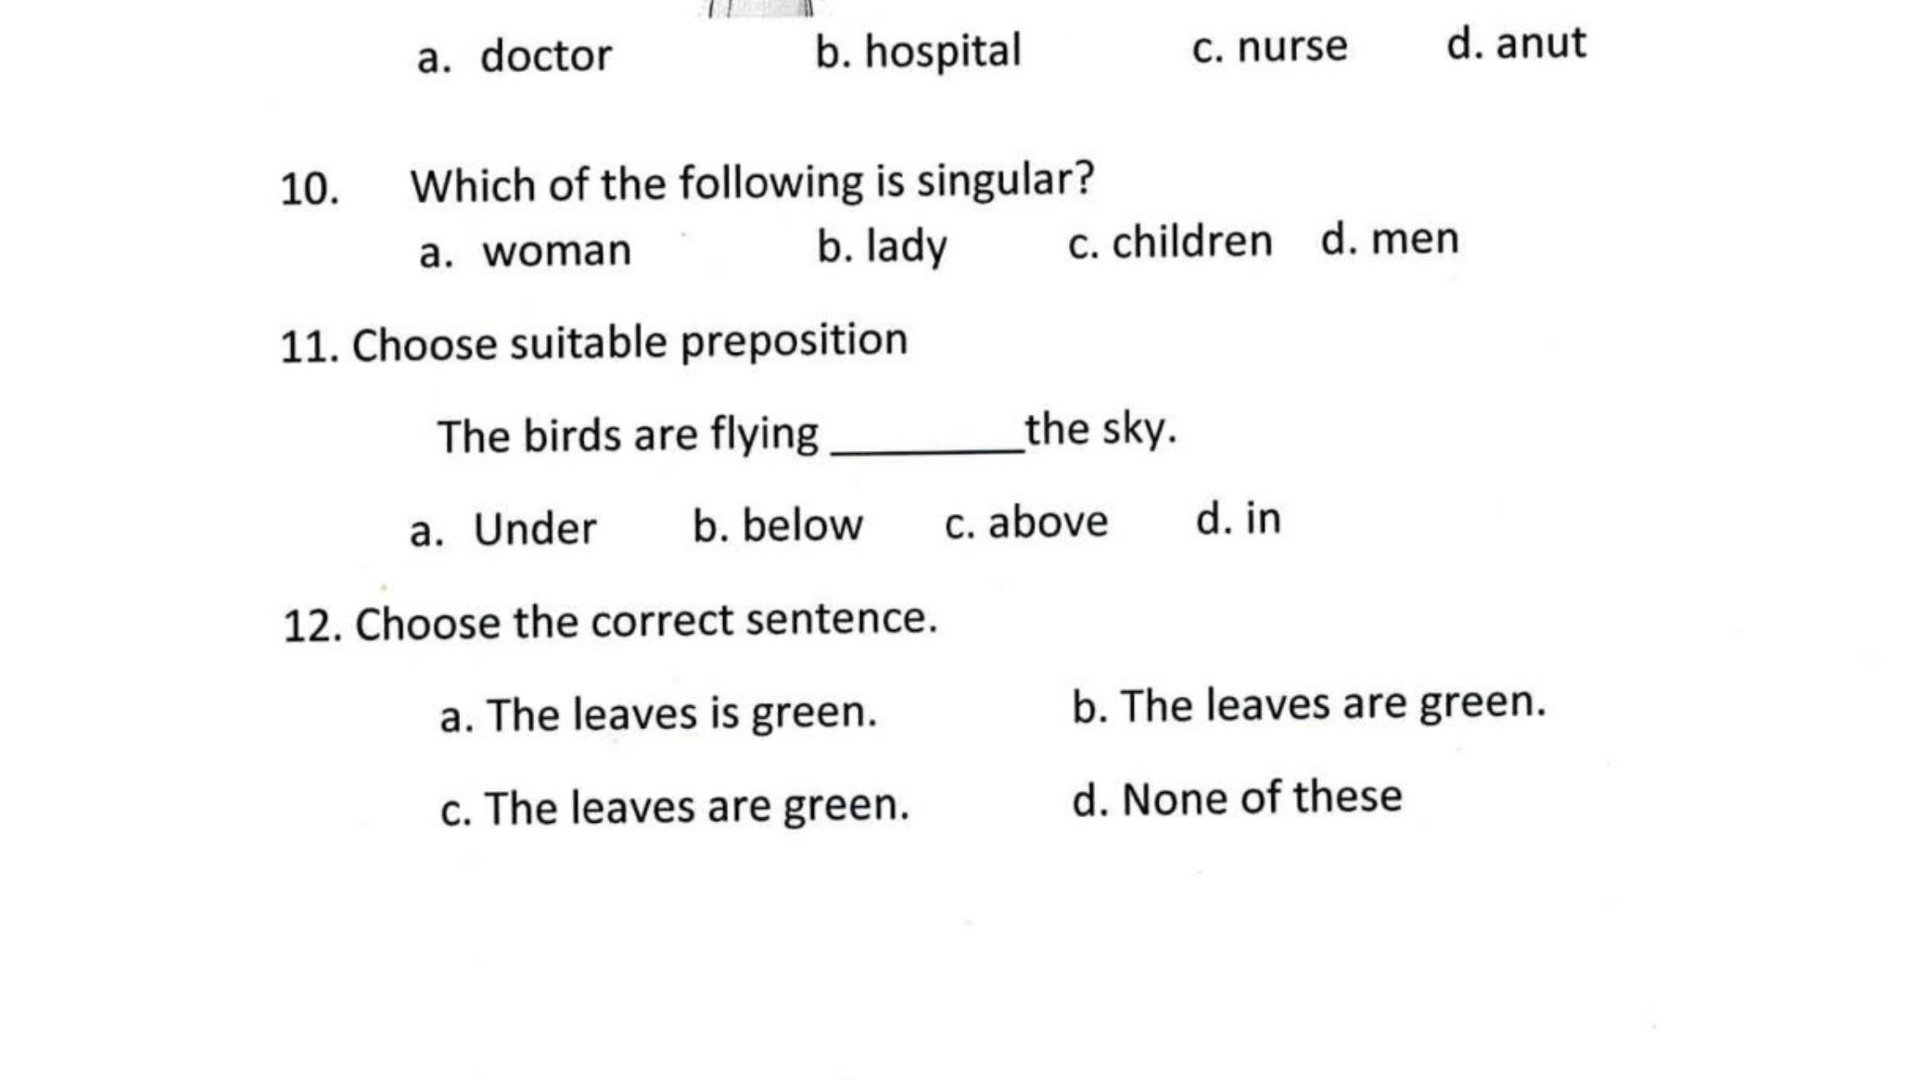 a. doctor b. hospital c. nurse d. anut
10. Which of the following is singular?
a. woman b. lady c. children d. men
11. Choose suitable preposition
The birds are flying ________the sky.
a. Under b. below c. above d. in
12. Choose the correct sentence.
a. The leaves is green. b. The leaves are green.
c. The leaves are green. d. None of these